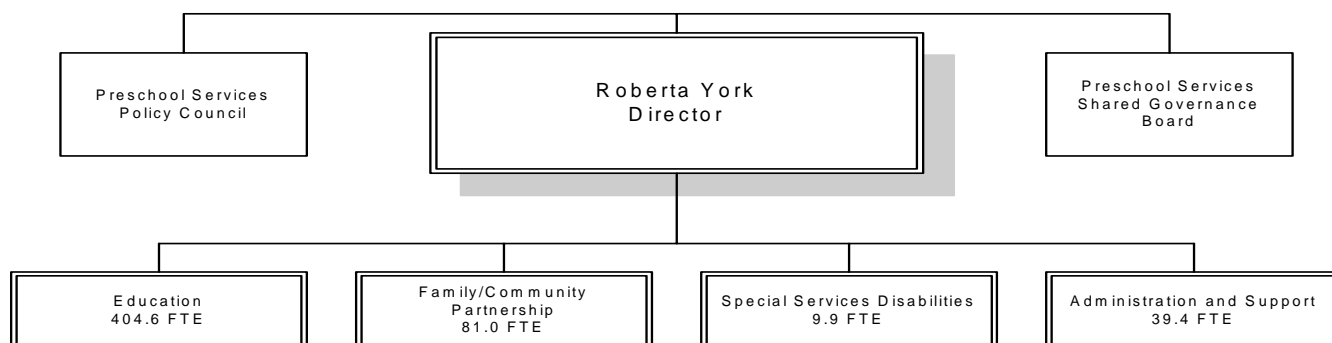 Preschool Services
Policy Council
Roberta York
Director
Preschool Services
Shared Governance
Board
Education
404.6 FTE
Family/Community
Partnership
81.0 FTE
Special Services Disabilities
9.9 FTE
Administration and Support
39.4 FTE